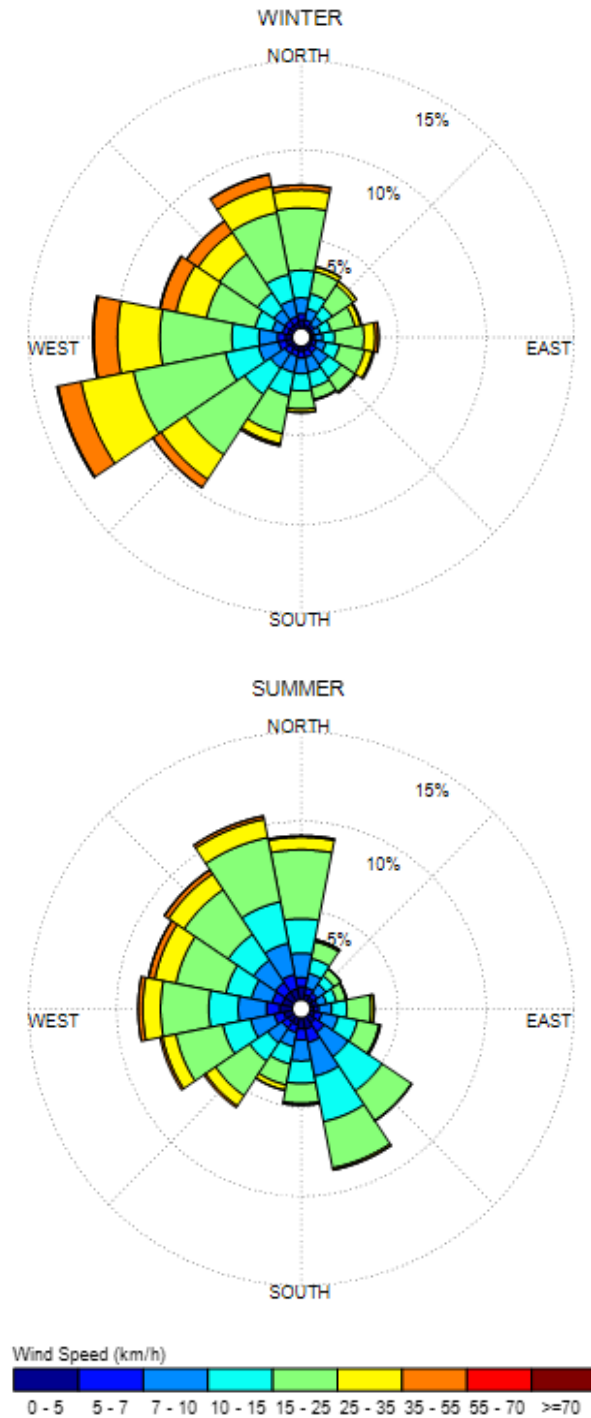 WINTER
NORTH
15%
10%
5%
WEST
EAST
SOUTH
SUMMER
NORTH
15%
10%
5%
WEST
EAST
SOUTH
Wind Speed (km/h)
0 - 5 5 - 7 7 - 10 10 - 15 15 - 25 25 - 35 35 - 55 55 - 70 >=70